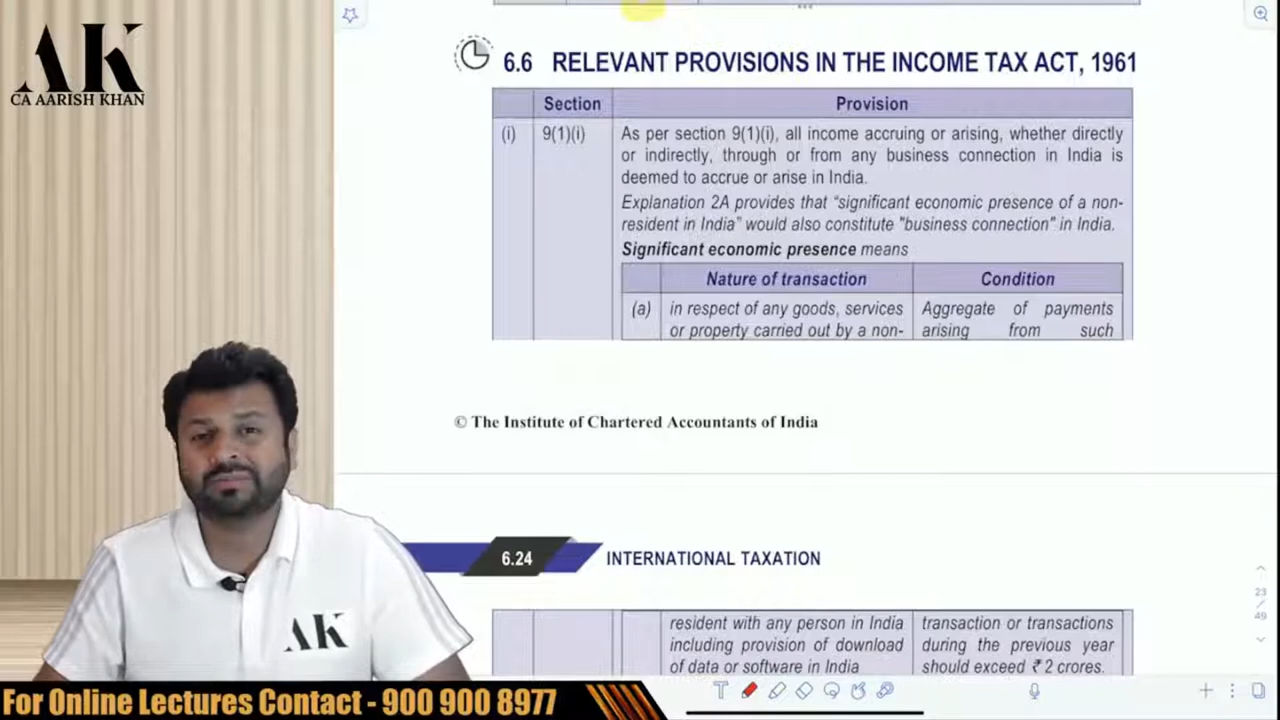 AK
CA AARISH KHAN
6.6 RELEVANT PROVISIONS IN THE INCOME TAX ACT, 1961
Section Provision
(i) 9(1)(i) As per section 9(1)(i), all income accruing or arising, whether directly
or indirectly, through or from any business connection in India is
deemed to accrue or arise in India.
Explanation 2A provides that "significant economic presence of a non-
resident in India" would also constitute "business connection" in India.
Significant economic presence means
Nature of transaction Condition
(a) in respect of any goods, services Aggregate of payments
or property carried out by a non- arising from such
© The Institute of Chartered Accountants of India
6.24 INTERNATIONAL TAXATION
resident with any person in India transaction or transactions
including provision of download during the previous year
of data or software in India should exceed ₹ 2 crores.
AK
23
/
49
For Online Lectures Contact - 900 900 8977